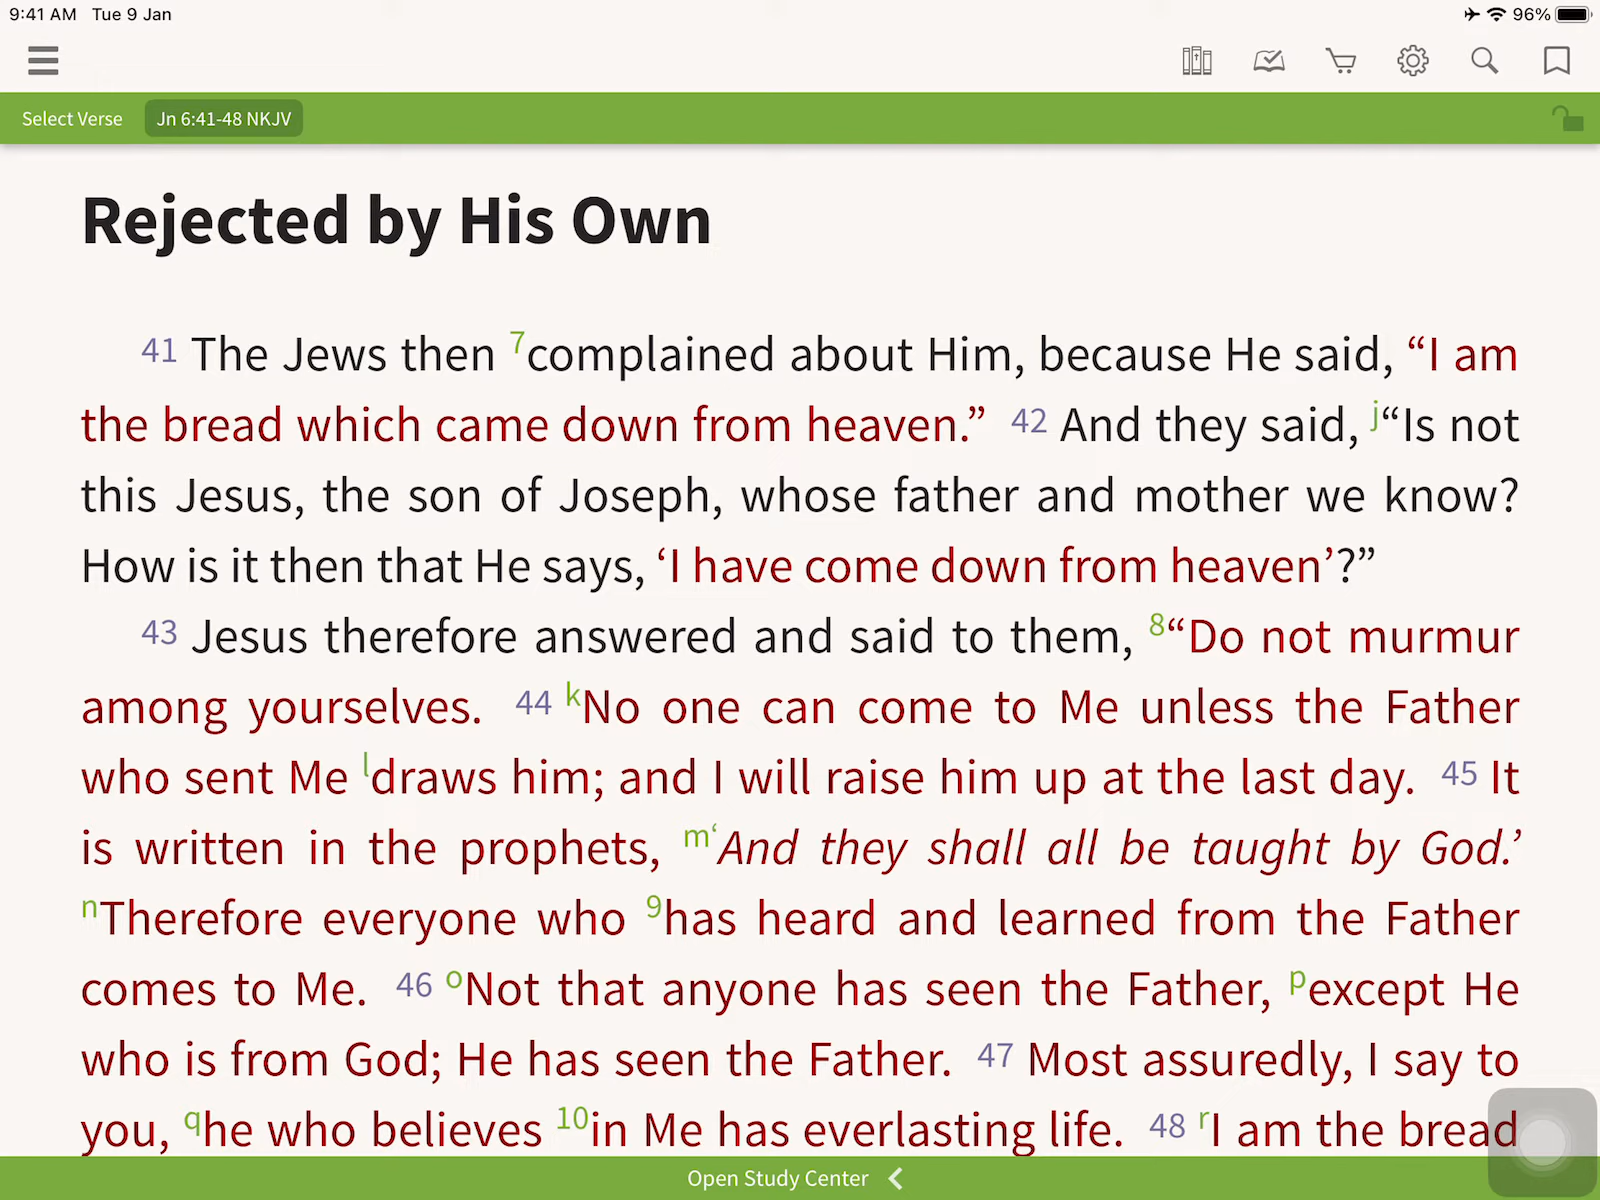 9:41 AM Tue 9 Jan 96%
Select Verse Jn 6:41-48 NKJV
Rejected by His Own
41 The Jews then 7complained about Him, because He said, “I am
the bread which came down from heaven.” 42 And they said, j“Is not
this Jesus, the son of Joseph, whose father and mother we know?
How is it then that He says, ‘I have come down from heaven’?”
43 Jesus therefore answered and said to them, 8“Do not murmur
among yourselves. 44 kNo one can come to Me unless the Father
who sent Me ldraws him; and I will raise him up at the last day. 45 It
is written in the prophets, m‘And they shall all be taught by God.’
nTherefore everyone who 9has heard and learned from the Father
comes to Me. 46 oNot that anyone has seen the Father, pexcept He
who is from God; He has seen the Father. 47 Most assuredly, I say to
you, qhe who believes 10in Me has everlasting life. 48 rI am the bread
Open Study Center